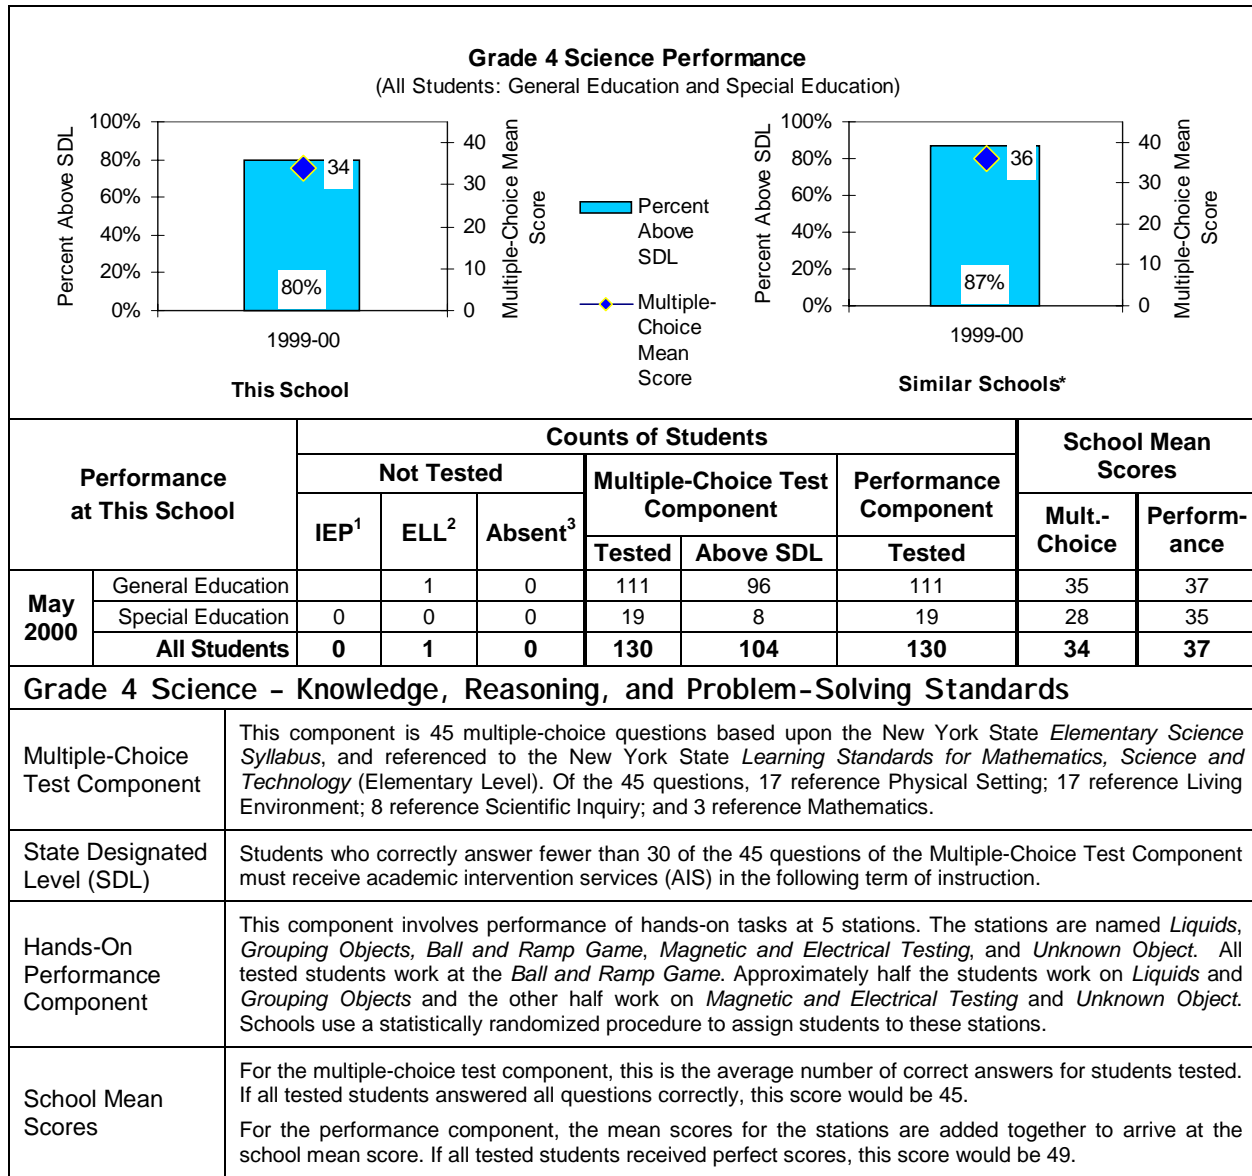 Grade 4 Science Performance
(All Students: General Education and Special Education)
Percent Above SDL
100%
80%
60%
40%
20%
0%
34
80%
40
30
20
10
0
Multiple-Choice Mean
Score
1999-00
This School
Percent
Above
SDL
Multiple-
Choice
Mean
Score
Percent Above SDL
100%
80%
60%
40%
20%
0%
36
87%
40
30
20
10
0
Multiple-Choice Mean
Score
1999-00
Similar Schools*
Performance
at This School
Counts of Students
School Mean
Scores
Not Tested
Multiple-Choice Test
Component
Performance
Component
IEP1
ELL2
Absent3
Mult.-
Choice
Perform-
ance
Tested
Above SDL
Tested
May
2000
General Education 1 0 111 96 111 35 37
Special Education 0 0 0 19 8 19 28 35
All Students 0 1 0 130 104 130 34 37
Grade 4 Science – Knowledge, Reasoning, and Problem-Solving Standards
Multiple-Choice
Test Component
This component is 45 multiple-choice questions based upon the New York State Elementary Science
Syllabus, and referenced to the New York State Learning Standards for Mathematics, Science and
Technology (Elementary Level). Of the 45 questions, 17 reference Physical Setting; 17 reference Living
Environment; 8 reference Scientific Inquiry; and 3 reference Mathematics.
State Designated
Level (SDL)
Students who correctly answer fewer than 30 of the 45 questions of the Multiple-Choice Test Component
must receive academic intervention services (AIS) in the following term of instruction.
Hands-On
Performance
Component
This component involves performance of hands-on tasks at 5 stations. The stations are named Liquids,
Grouping Objects, Ball and Ramp Game, Magnetic and Electrical Testing, and Unknown Object. All
tested students work at the Ball and Ramp Game. Approximately half the students work on Liquids and
Grouping Objects and the other half work on Magnetic and Electrical Testing and Unknown Object.
Schools use a statistically randomized procedure to assign students to these stations.
School Mean
Scores
For the multiple-choice test component, this is the average number of correct answers for students tested.
If all tested students answered all questions correctly, this score would be 45.
For the performance component, the mean scores for the stations are added together to arrive at the
school mean score. If all tested students received perfect scores, this score would be 49.